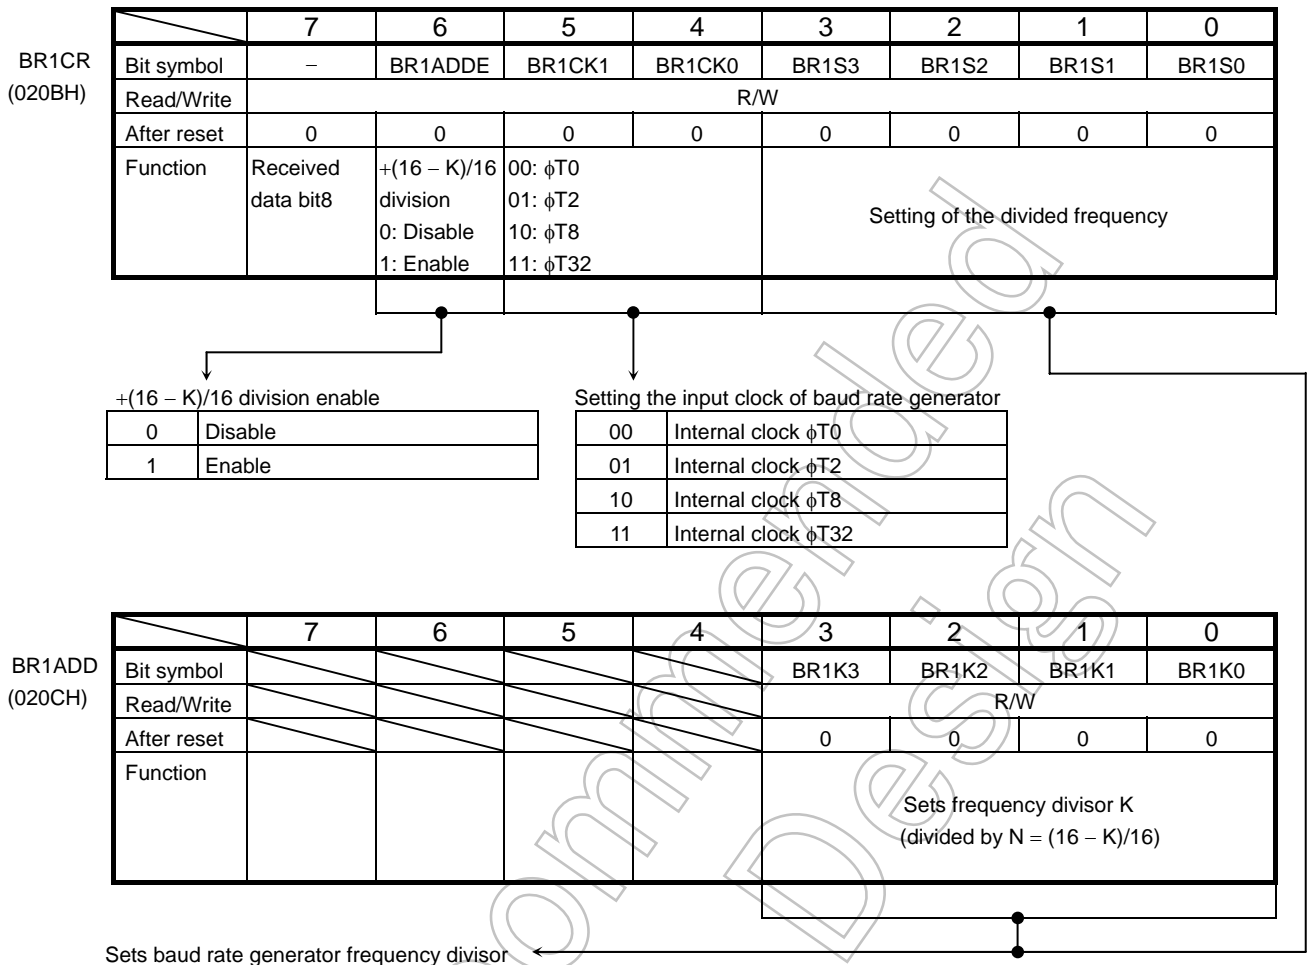 7 6 5 4 3 2 1 0
BR1CR
(020BH)
Bit symbol − BR1ADDE BR1CK1 BR1CK0 BR1S3 BR1S2 BR1S1 BR1S0
Read/Write R/W
After reset 0 0 0 0 0 0 0 0
Function Received data bit8 +(16 − K)/16 division 0: Disable 1: Enable 00: ϕT0 01: ϕT2 10: ϕT8 11: ϕT32 Setting of the divided frequency
+(16 − K)/16 division enable
0 Disable
1 Enable
Setting the input clock of baud rate generator
00 Internal clock ϕT0
01 Internal clock ϕT2
10 Internal clock ϕT8
11 Internal clock ϕT32
7 6 5 4 3 2 1 0
BR1ADD
(020CH)
Bit symbol BR1K3 BR1K2 BR1K1 BR1K0
Read/Write R/W
After reset 0 0 0 0
Function Sets frequency divisor K
(divided by N = (16 − K)/16)
Sets baud rate generator frequency divisor
ommended
Design